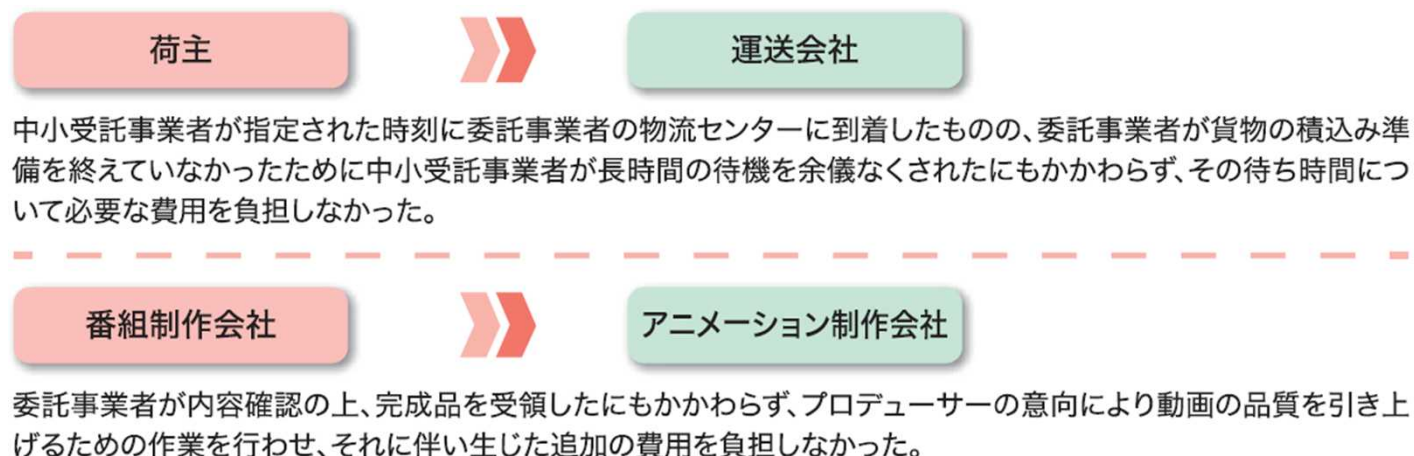 荷主
運送会社
中小受託事業者が指定された時刻に委託事業者の物流センターに到着したものの、委託事業者が貨物の積込み準
備を終えていなかったために中小受託事業者が長時間の待機を余儀なくされたにもかかわらず、その待ち時間につ
いて必要な費用を負担しなかった。
番組制作会社
アニメーション制作会社
委託事業者が内容確認の上、完成品を受領したにもかかわらず、プロデューサーの意向により動画の品質を引き上
げるための作業を行わせ、それに伴い生じた追加の費用を負担しなかった。